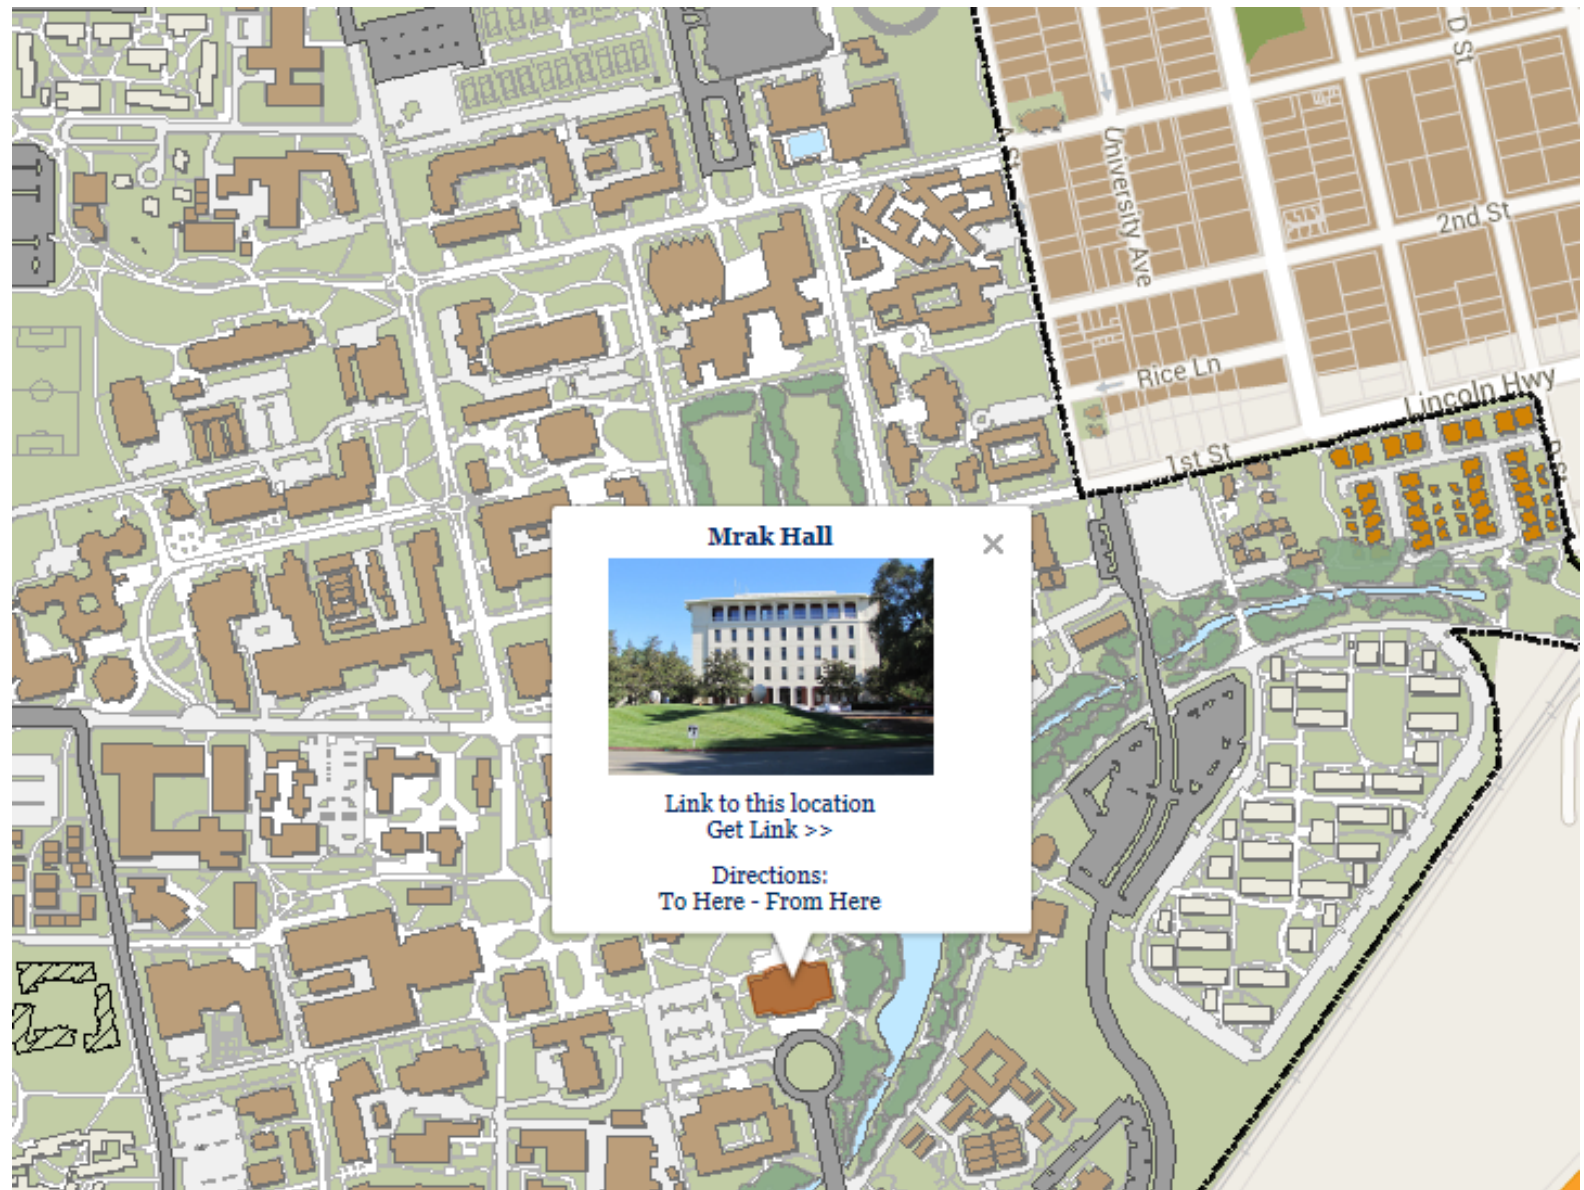 D St
A St
University Ave
2nd St
Rice Ln
Lincoln Hwy
1st St
Mrak Hall
×
Link to this location
Get Link >>
Directions:
To Here - From Here